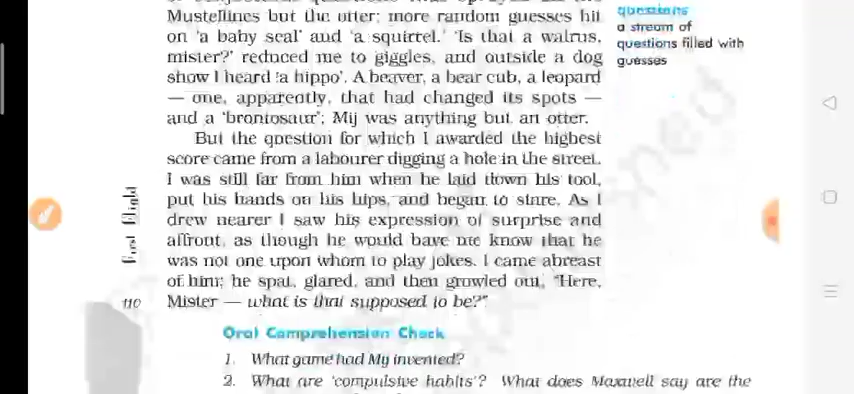 Mustellines but the otter; more random guesses hit
on 'a baby seal' and 'a squirrel.' 'Is that a walrus,
mister?' reduced me to giggles, and outside a dog
show I heard 'a hippo'. A beaver, a bear cub, a leopard
— one, apparently, that had changed its spots —
and a 'brontosaur'; Mij was anything but an otter.
But the question for which I awarded the highest
score came from a labourer digging a hole in the street.
I was still far from him when he laid down his tool,
put his hands on his hips, and began to stare. As I
drew nearer I saw his expression of surprise and
affront, as though he would have me know that he
was not one upon whom to play jokes. I came abreast
of him; he spat, glared, and then growled out, "Here,
Mister — what is that supposed to be?"
questions
a stream of
questions filled with
guesses
First Flight
110
Oral Comprehension Check
1. What game had Mij invented?
2. What are 'compulsive habits'? What does Maxwell say are the